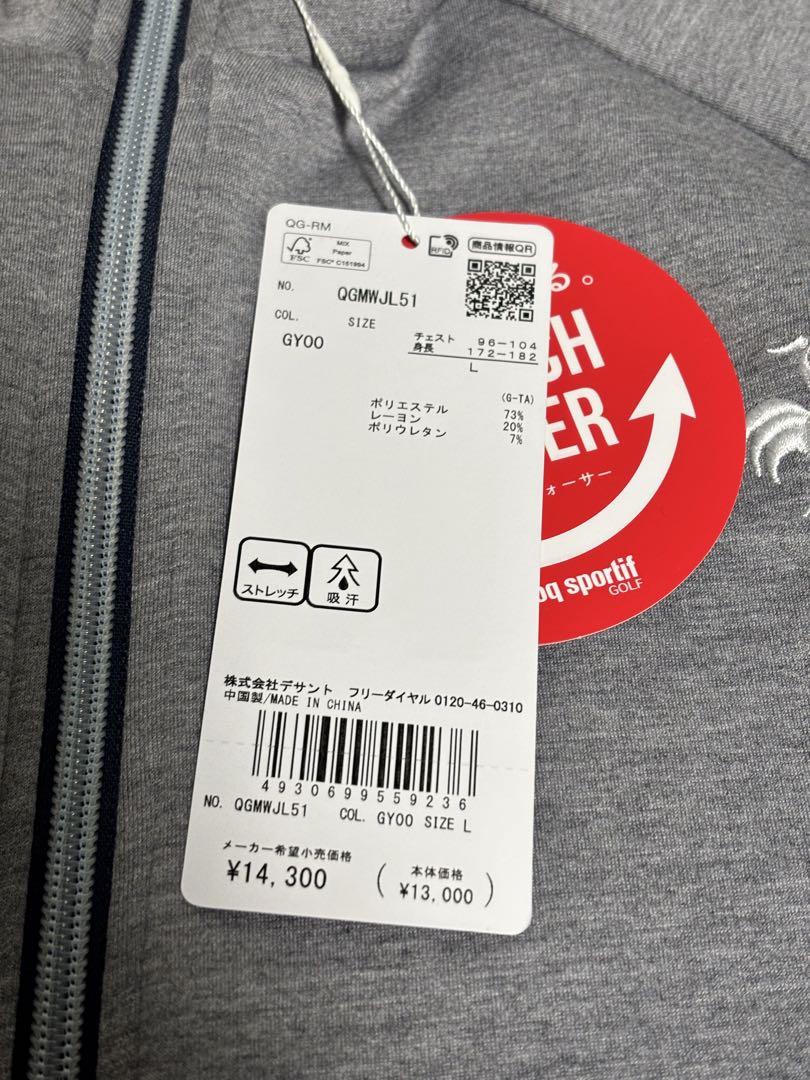 QG-RM
FSC
MIX
Paper
FSC® C161994
RFID
商品情報QR
NO. QGMWJL51
COL. SIZE
GY00
チェスト 96-104
身長 172-182
L
(G-TA)
ポリエステル 73%
レーヨン 20%
ポリウレタン 7%
ストレッチ
吸汗
株式会社デサント フリーダイヤル 0120-46-0310
中国製/MADE IN CHINA
4930699559236
NO. QGMWJL51 COL. GY00 SIZE L
メーカー希望小売価格
¥14,300
(本体価格
¥13,000)
る。
CH
ER
ォーサー
oq sportif
GOLF